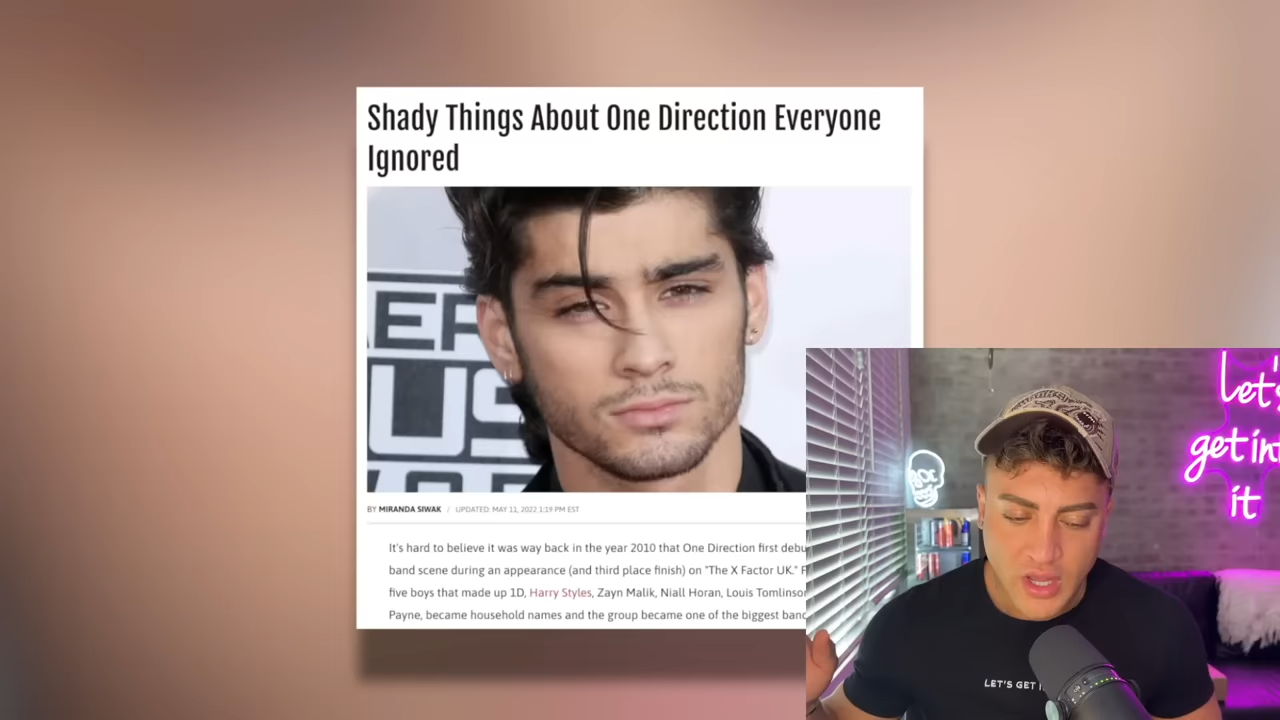 Shady Things About One Direction Everyone
Ignored
BY MIRANDA SIWAK / UPDATED: MAY 11, 2022 1:19 PM EST
It's hard to believe it was way back in the year 2010 that One Direction first
band scene during an appearance (and third place finish) on "The X Factor UK."
five boys that made up 1D, Harry Styles, Zayn Malik, Niall Horan, Louis Tomlinson
Payne, became household names and the group became one of the biggest
US
let's
get in
it
LET'S GET